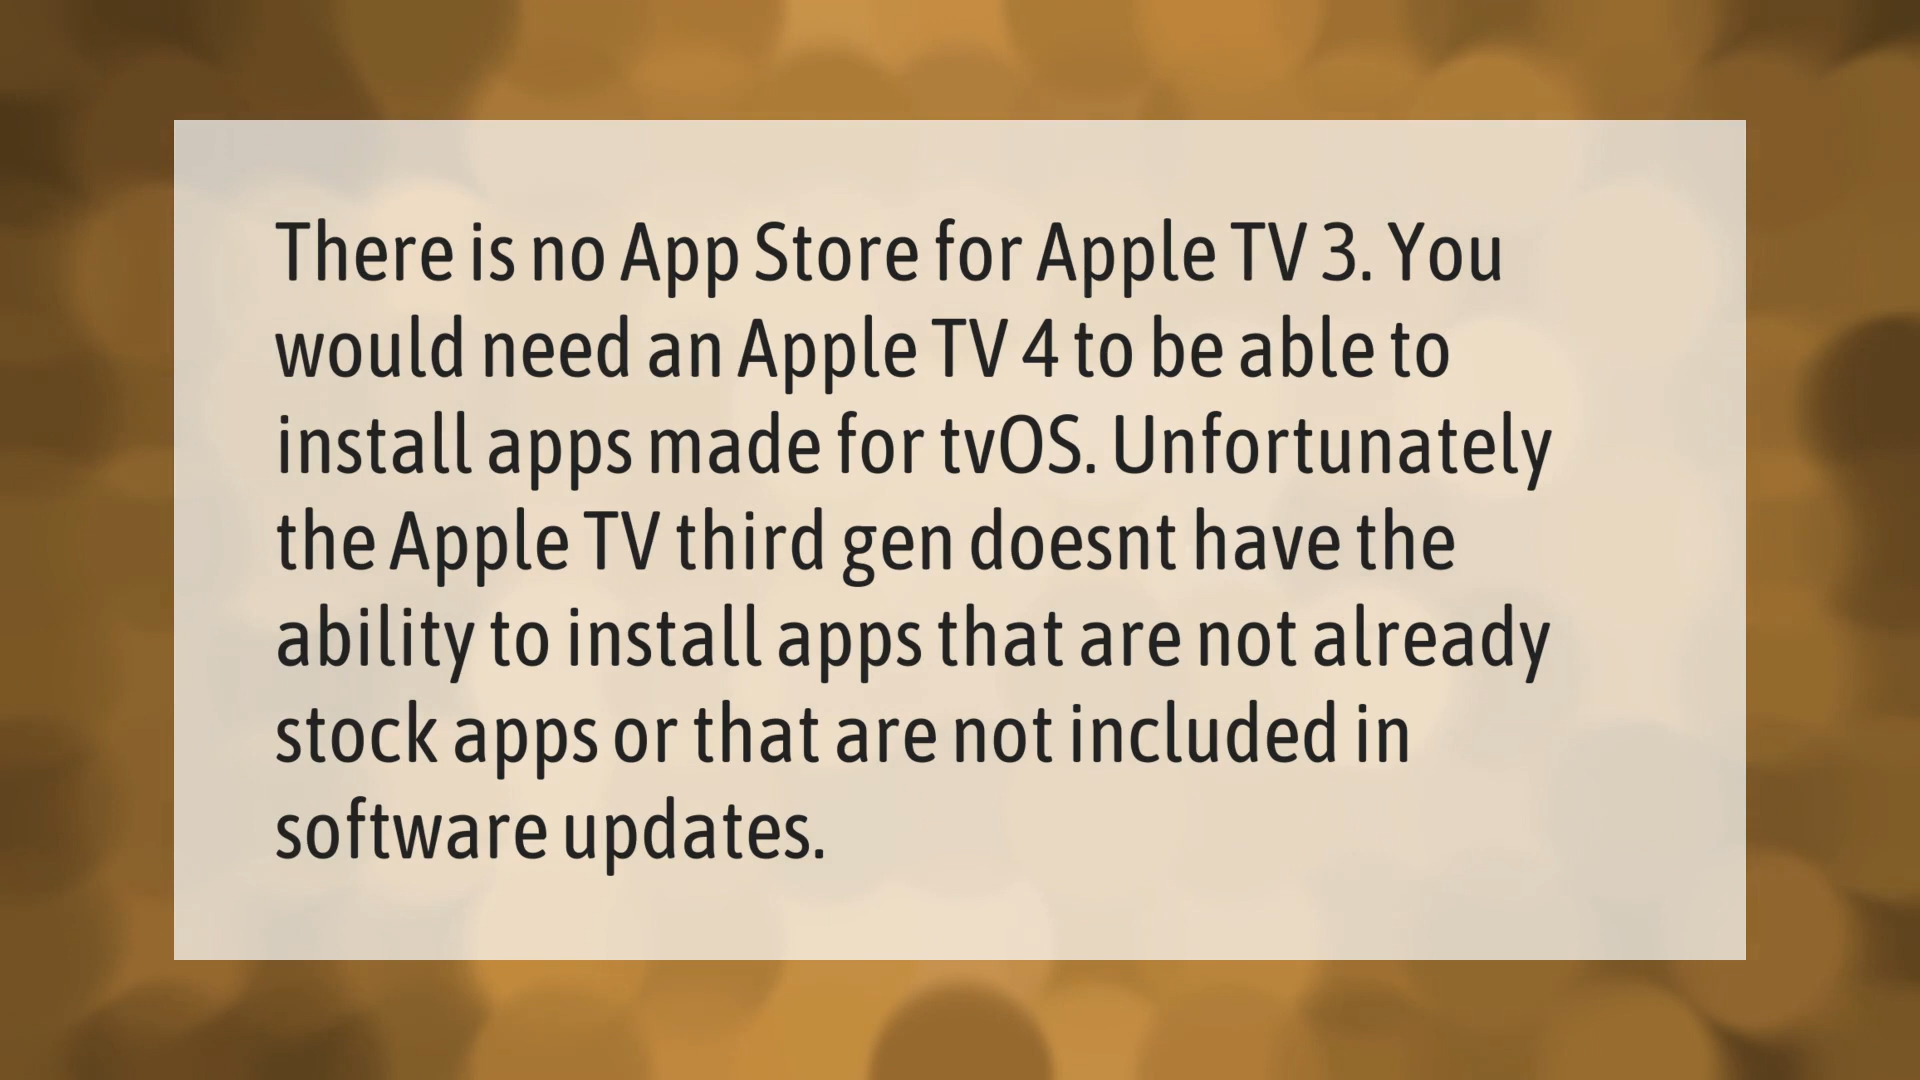 There is no App Store for Apple TV 3. You
would need an Apple TV 4 to be able to
install apps made for tvOS. Unfortunately
the Apple TV third gen doesnt have the
ability to install apps that are not already
stock apps or that are not included in
software updates.